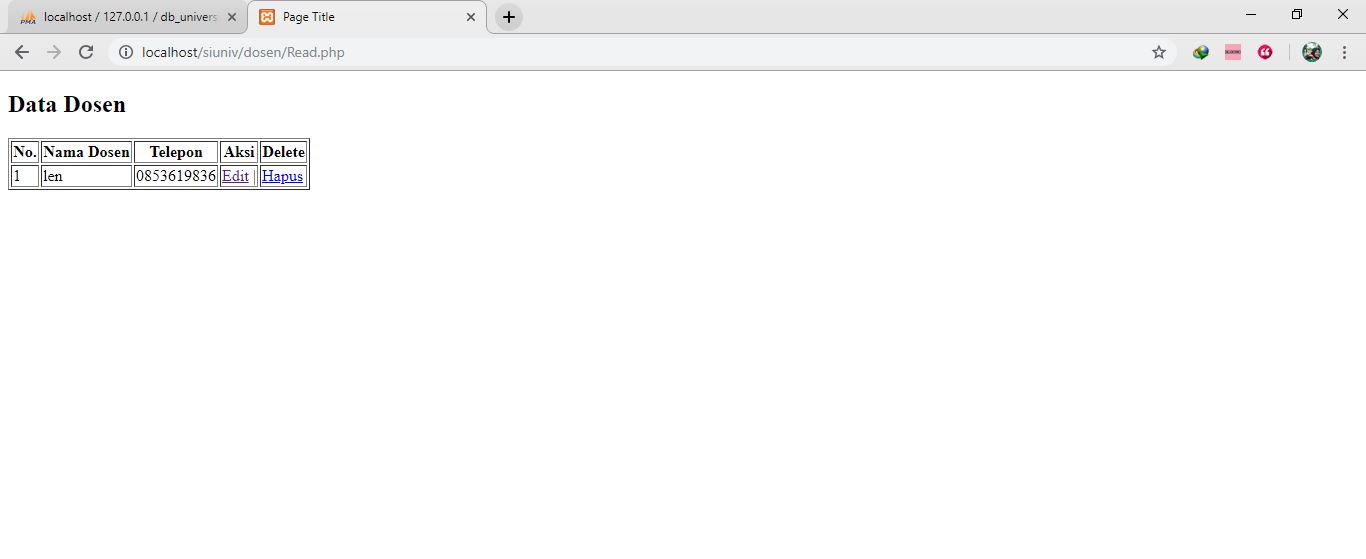 localhost / 127.0.0.1 / db_univers
Page Title
localhost/siuniv/dosen/Read.php
Data Dosen
No. Nama Dosen Telepon Aksi Delete
1 len 0853619836 Edit | Hapus